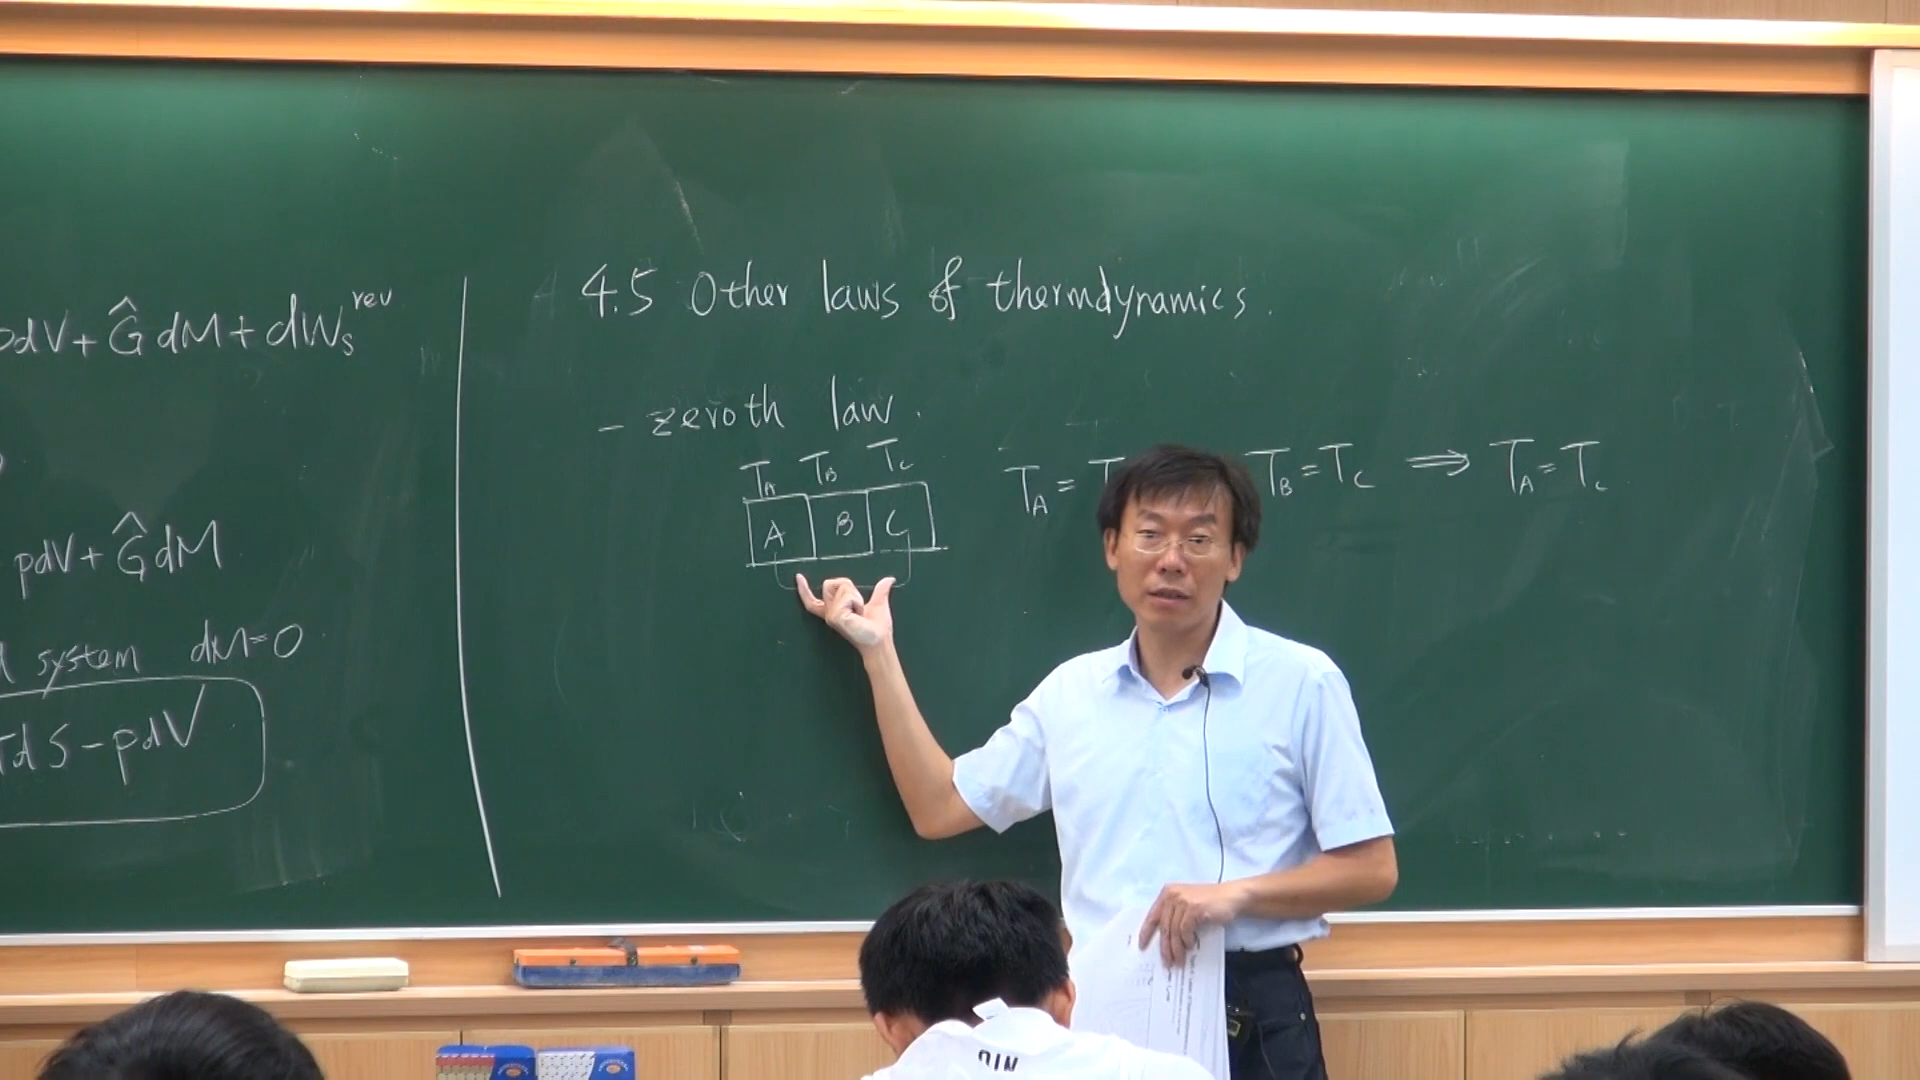 pdV + Ĝ dM + dWs^rev
pdV + Ĝ dM
system dM=0
TdS - pdV
4.5 Other laws of thermdynamics.
- zeroth law.
T_A T_B T_C
A B C
T_A = T T_B = T_C ⟹ T_A = T_C